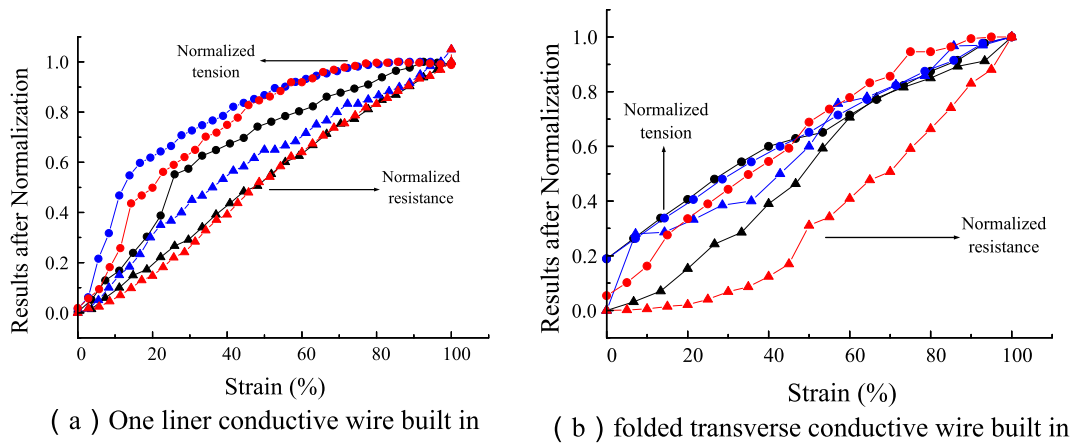 Results after Normalization
1.0
0.8
0.6
0.4
0.2
0.0
Normalized
tension
Normalized
resistance
0 20 40 60 80 100
Strain (%)
( a ) One liner conductive wire built in
Results after Normalization
1.0
0.8
0.6
0.4
0.2
0.0
Normalized
tension
Normalized
resistance
0 20 40 60 80 100
Strain (%)
( b ) folded transverse conductive wire built in